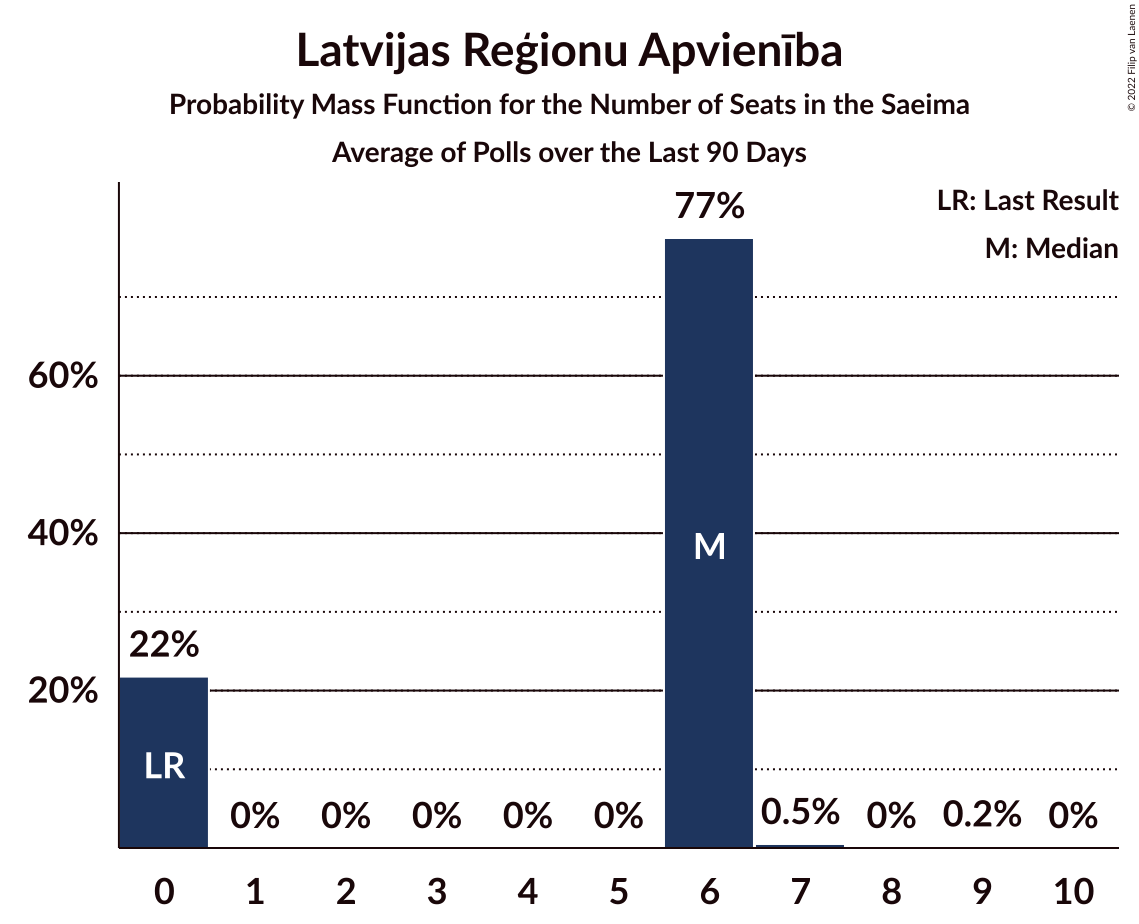 Latvijas Reģionu Apvienība
Probability Mass Function for the Number of Seats in the Saeima
Average of Polls over the Last 90 Days
© 2022 Filip van Laenen
LR: Last Result
M: Median
77%
60%
40%
M
22%
20%
LR
0% 0% 0% 0% 0% 0.5% 0% 0.2% 0%
0 1 2 3 4 5 6 7 8 9 10